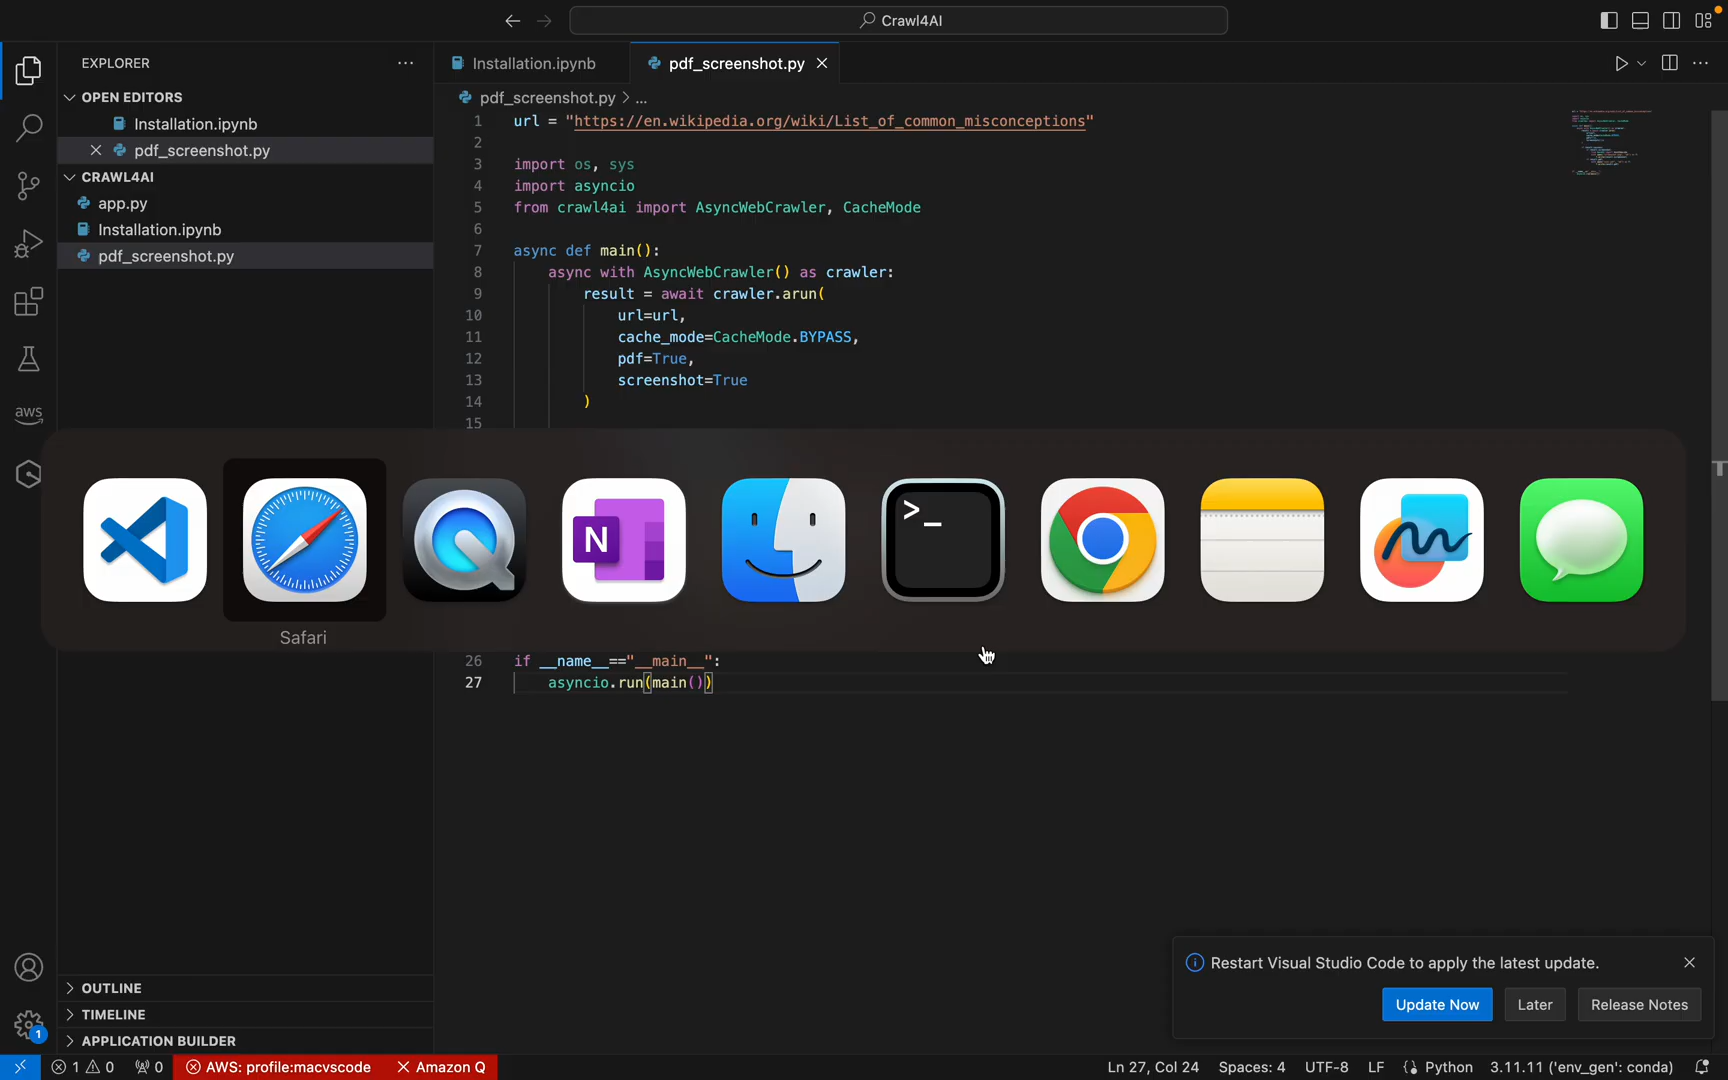 Crawl4AI
EXPLORER
OPEN EDITORS
Installation.ipynb
pdf_screenshot.py
CRAWL4AI
app.py
Installation.ipynb
pdf_screenshot.py
aws
OUTLINE
TIMELINE
APPLICATION BUILDER
Installation.ipynb
pdf_screenshot.py
pdf_screenshot.py > ...
1 url = "https://en.wikipedia.org/wiki/List_of_common_misconceptions"
2
3 import os, sys
4 import asyncio
5 from crawl4ai import AsyncWebCrawler, CacheMode
6
7 async def main():
8 async with AsyncWebCrawler() as crawler:
9 result = await crawler.arun(
10 url=url,
11 cache_mode=CacheMode.BYPASS,
12 pdf=True,
13 screenshot=True
14 )
15
N
>_
Safari
26 if __name__=="__main__":
27 asyncio.run(main())
Restart Visual Studio Code to apply the latest update.
Update Now
Later
Release Notes
1
1 0 0 AWS: profile:macvscode Amazon Q
Ln 27, Col 24 Spaces: 4 UTF-8 LF Python 3.11.11 ('env_gen': conda)